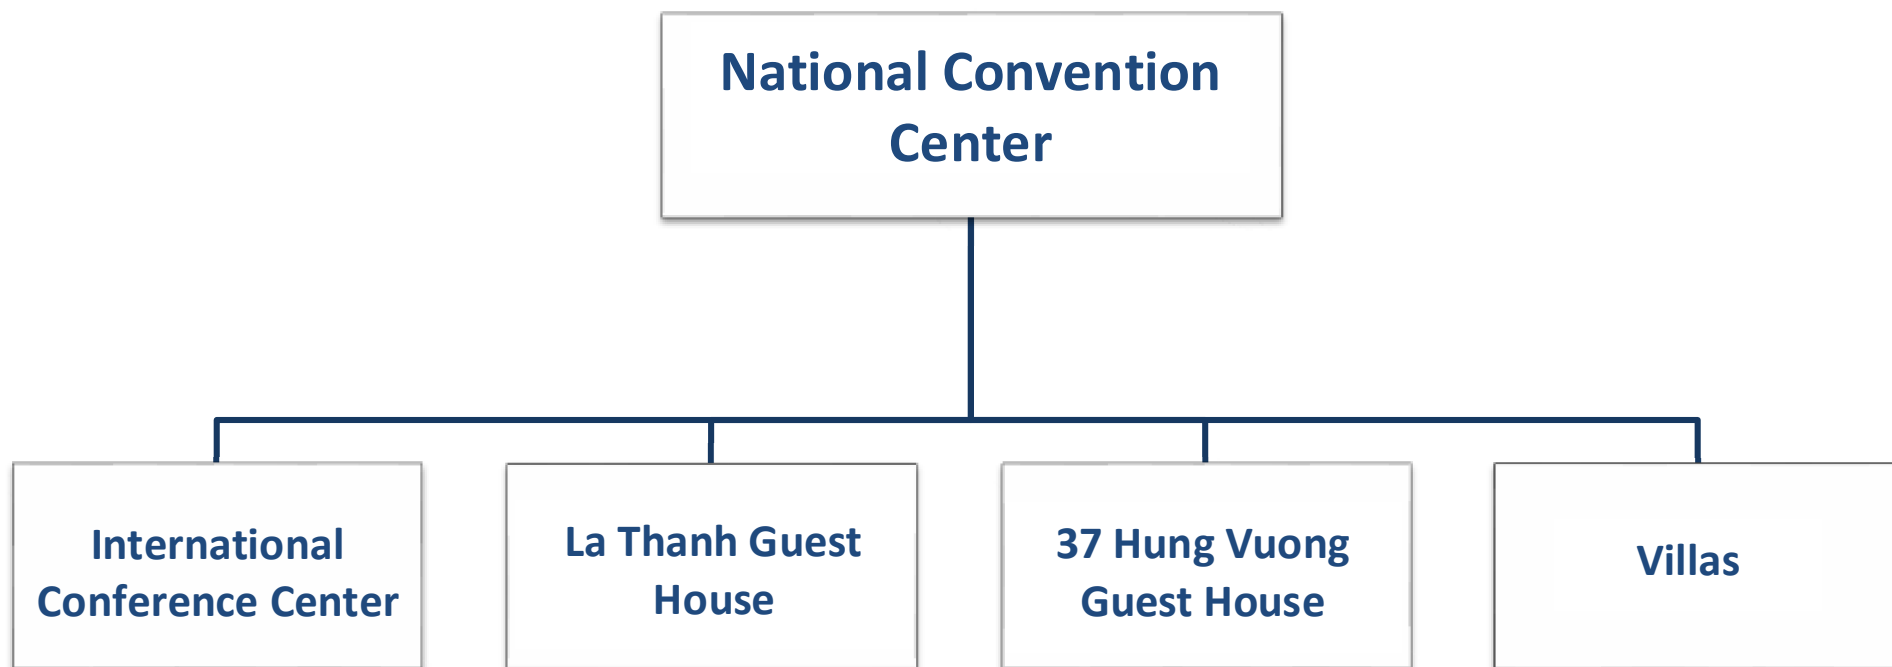 National Convention
Center
International
Conference Center
La Thanh Guest
House
37 Hung Vuong
Guest House
Villas